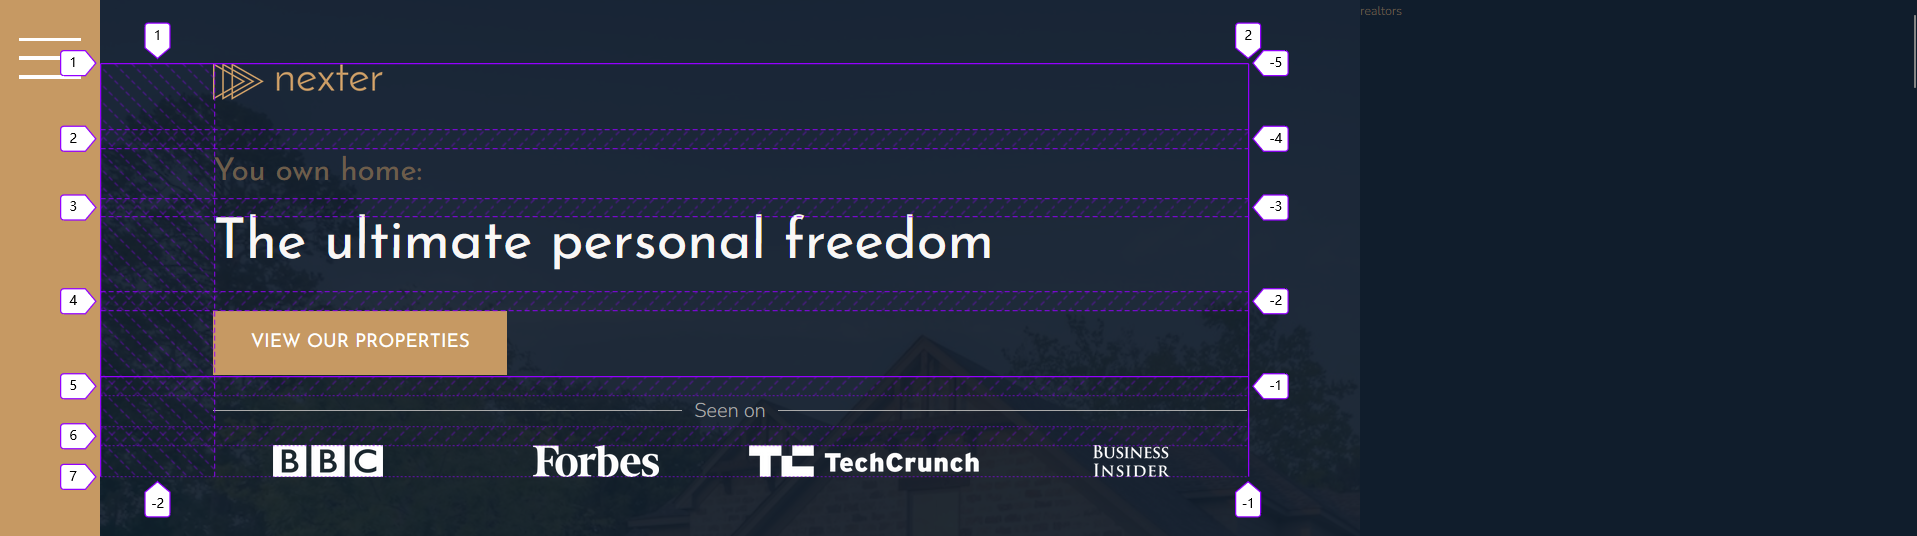 realtors
1
2
1
-5
nexter
2
-4
You own home:
3
-3
The ultimate personal freedom
4
-2
VIEW OUR PROPERTIES
5
-1
Seen on
6
BBC
Forbes
TC TechCrunch
BUSINESS
INSIDER
7
-2
-1